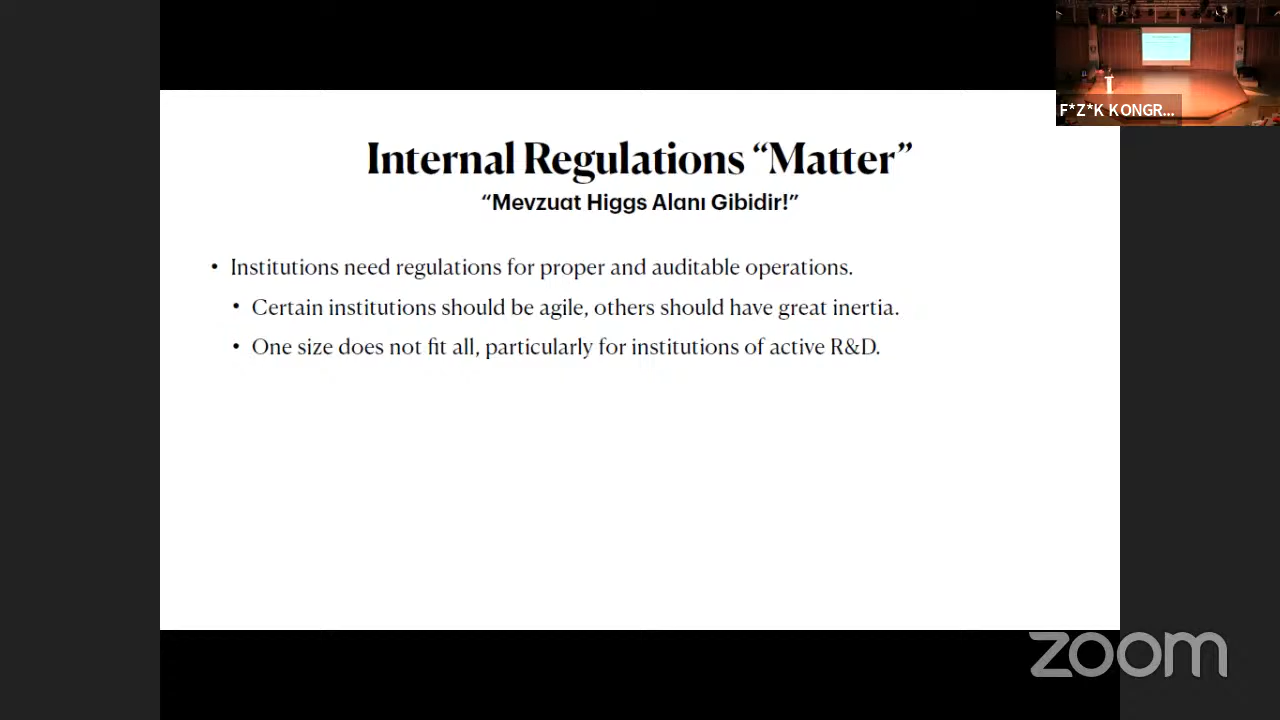 F*Z*K KONGR...
Internal Regulations “Matter”
“Mevzuat Higgs Alanı Gibidir!”
• Institutions need regulations for proper and auditable operations.
• Certain institutions should be agile, others should have great inertia.
• One size does not fit all, particularly for institutions of active R&D.
zoom